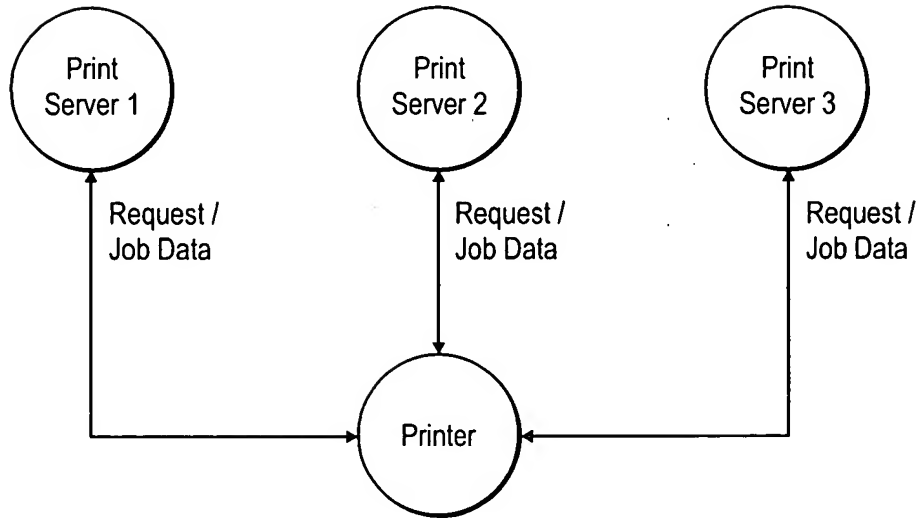 Print
Server 1
Print
Server 2
Print
Server 3
Request /
Job Data
Request /
Job Data
Request /
Job Data
Printer